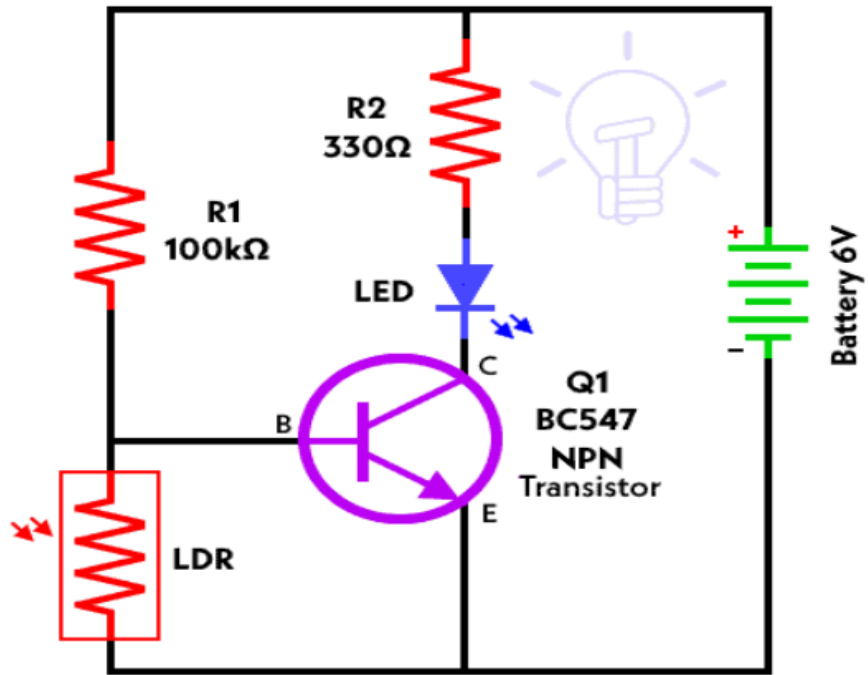 R2
330Ω
R1
100kΩ
LED
+
Battery 6V
−
C
Q1
B
BC547
NPN
Transistor
E
LDR